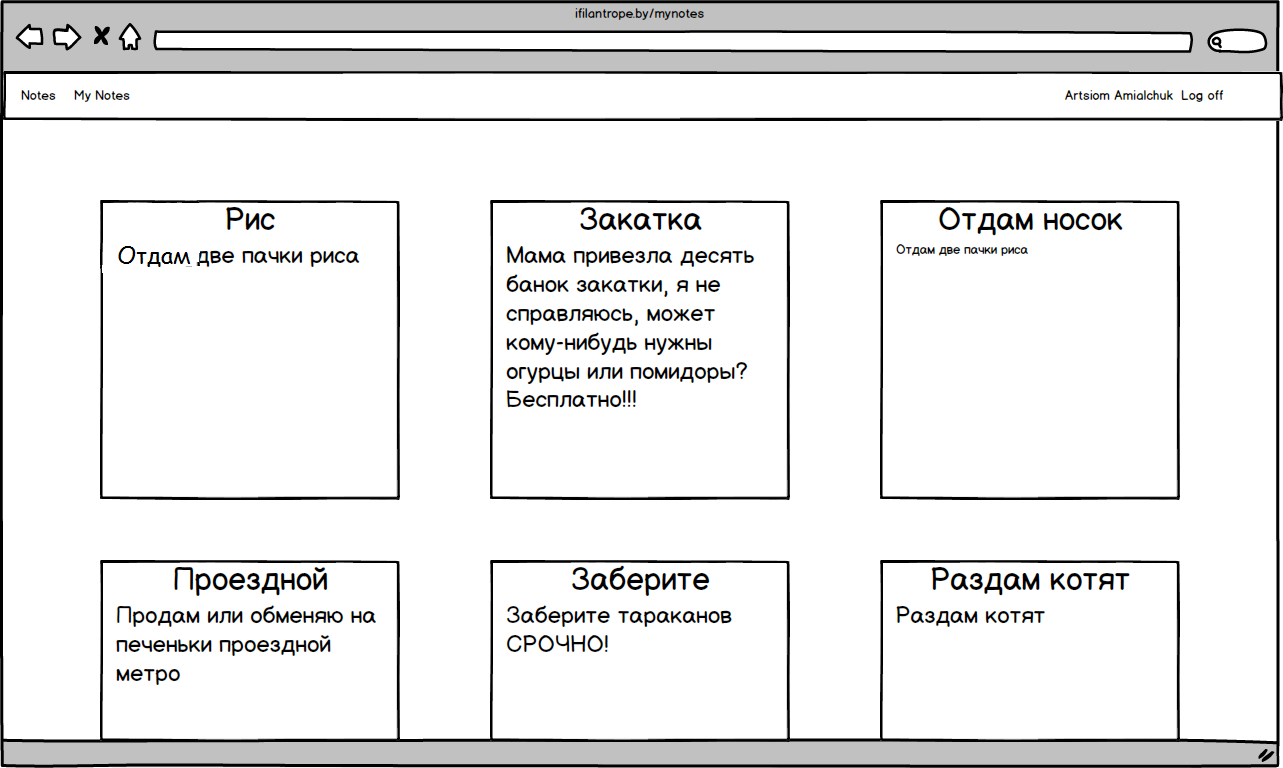 ifilantrope.by/mynotes
Notes My Notes Artsiom Amialchuk Log off
Рис
Отдам две пачки риса
Закатка
Мама привезла десять
банок закатки, я не
справляюсь, может
кому-нибудь нужны
огурцы или помидоры?
Бесплатно!!!
Отдам носок
Отдам две пачки риса
Проездной
Продам или обменяю на
печеньки проездной
метро
Заберите
Заберите тараканов
СРОЧНО!
Раздам котят
Раздам котят